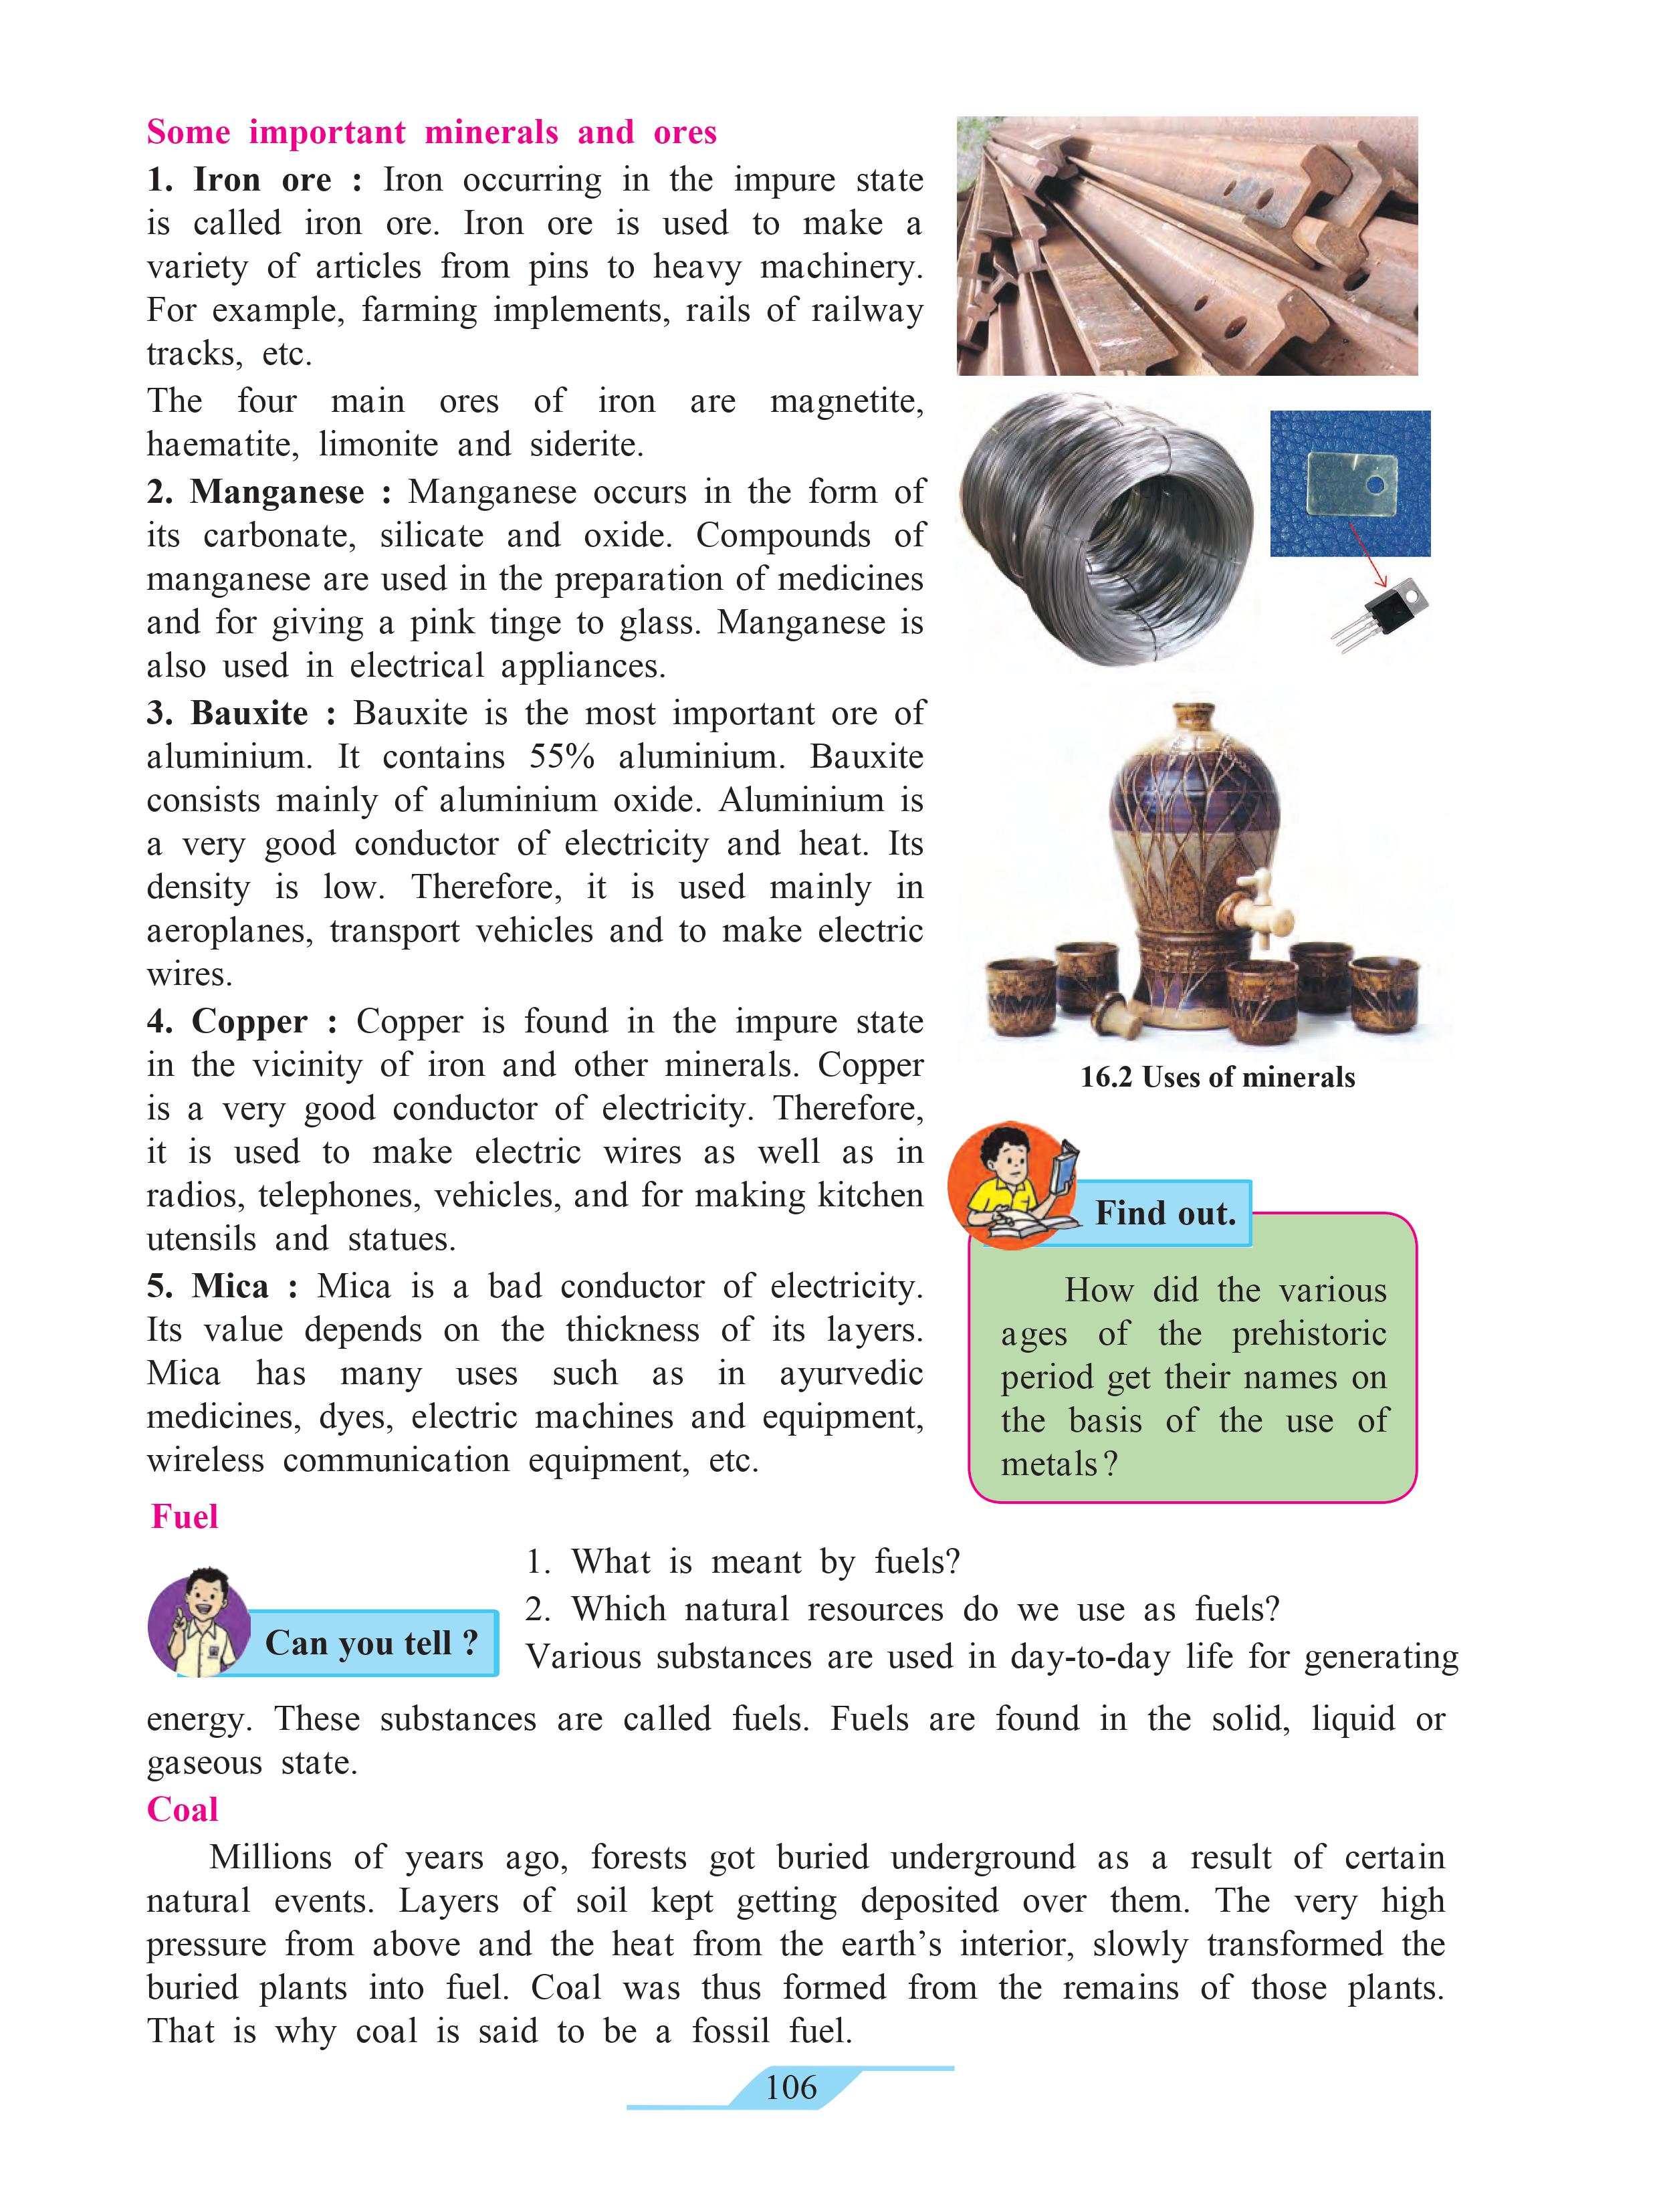 Some important minerals and ores
1. Iron ore : Iron occurring in the impure state
is called iron ore. Iron ore is used to make a
variety of articles from pins to heavy machinery.
For example, farming implements, rails of railway
tracks, etc.
The four main ores of iron are magnetite,
haematite, limonite and siderite.
2. Manganese : Manganese occurs in the form of
its carbonate, silicate and oxide. Compounds of
manganese are used in the preparation of medicines
and for giving a pink tinge to glass. Manganese is
also used in electrical appliances.
3. Bauxite : Bauxite is the most important ore of
aluminium. It contains 55% aluminium. Bauxite
consists mainly of aluminium oxide. Aluminium is
a very good conductor of electricity and heat. Its
density is low. Therefore, it is used mainly in
aeroplanes, transport vehicles and to make electric
wires.
4. Copper : Copper is found in the impure state
in the vicinity of iron and other minerals. Copper
is a very good conductor of electricity. Therefore,
it is used to make electric wires as well as in
radios, telephones, vehicles, and for making kitchen
utensils and statues.
5. Mica : Mica is a bad conductor of electricity.
Its value depends on the thickness of its layers.
Mica has many uses such as in ayurvedic
medicines, dyes, electric machines and equipment,
wireless communication equipment, etc.
16.2 Uses of minerals
Find out.
How did the various
ages of the prehistoric
period get their names on
the basis of the use of
metals?
Fuel
Can you tell ?
1. What is meant by fuels?
2. Which natural resources do we use as fuels?
Various substances are used in day-to-day life for generating
energy. These substances are called fuels. Fuels are found in the solid, liquid or
gaseous state.
Coal
Millions of years ago, forests got buried underground as a result of certain
natural events. Layers of soil kept getting deposited over them. The very high
pressure from above and the heat from the earth's interior, slowly transformed the
buried plants into fuel. Coal was thus formed from the remains of those plants.
That is why coal is said to be a fossil fuel.
106